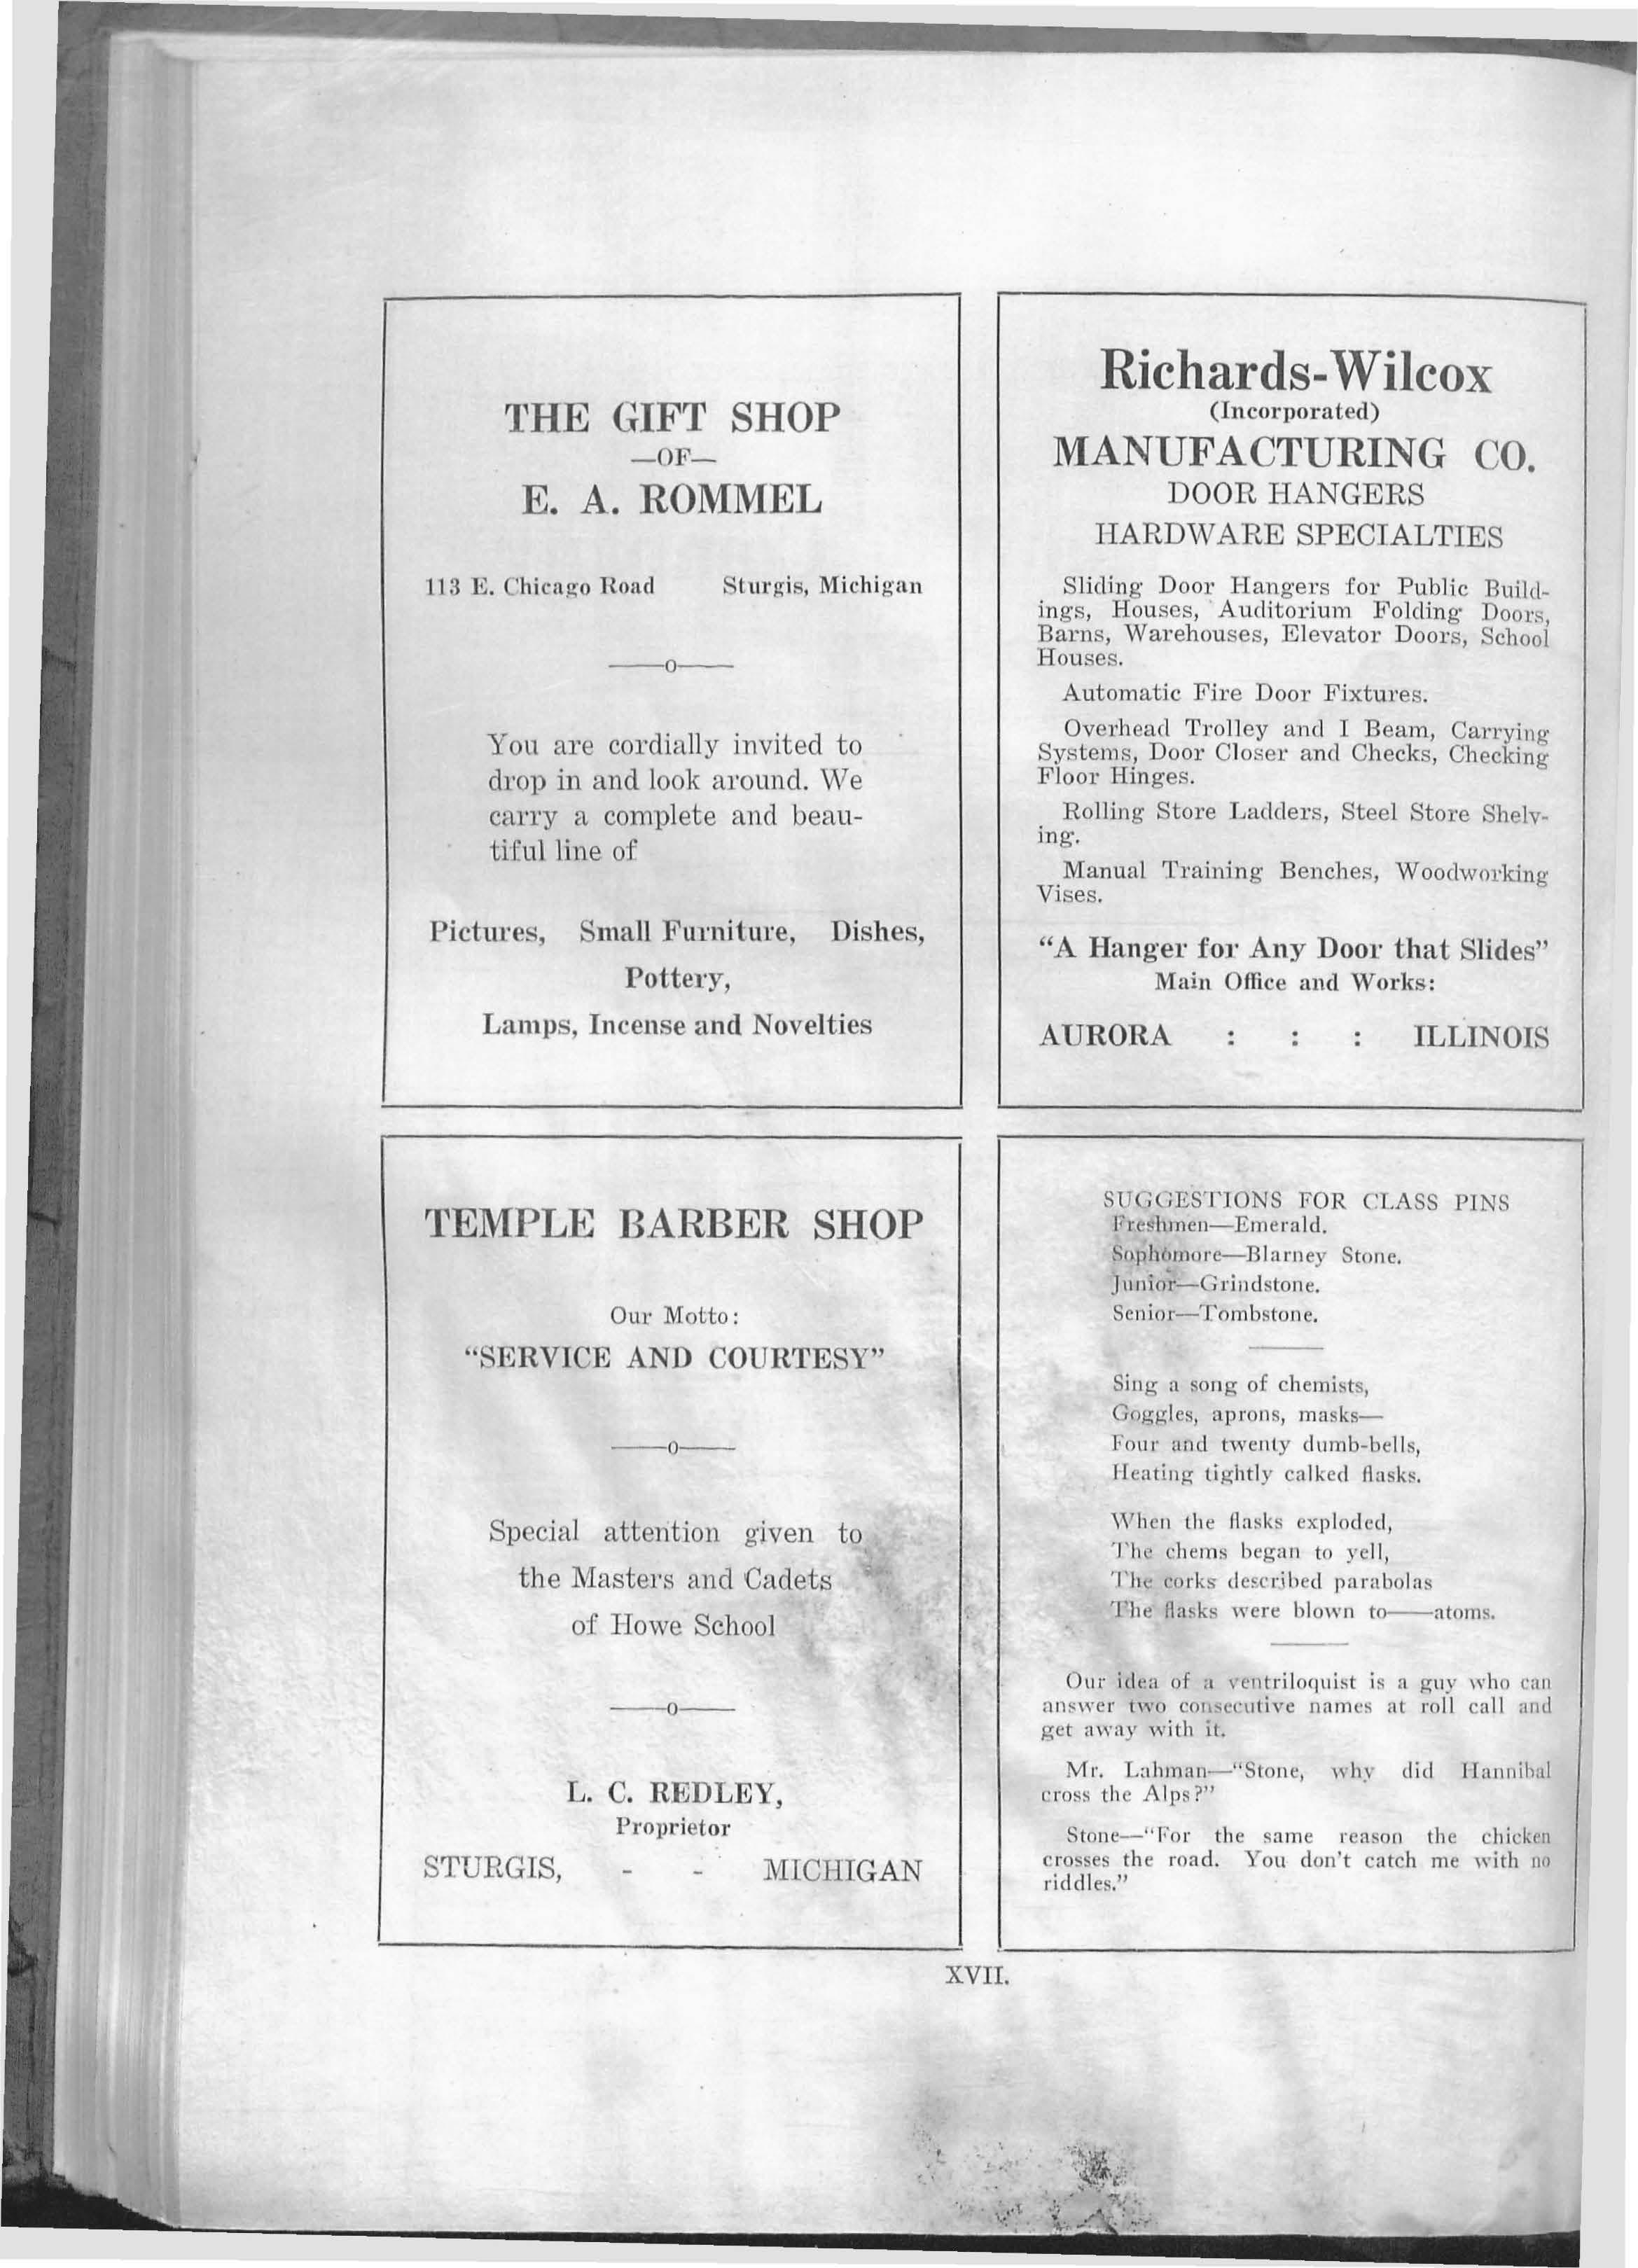 THE GIFT SHOP
—OF—
E. A. ROMMEL
113 E. Chicago Road Sturgis, Michigan
——o——
You are cordially invited to
drop in and look around. We
carry a complete and beau-
tiful line of
Pictures, Small Furniture, Dishes,
Pottery,
Lamps, Incense and Novelties
Richards-Wilcox
(Incorporated)
MANUFACTURING CO.
DOOR HANGERS
HARDWARE SPECIALTIES
Sliding Door Hangers for Public Build-
ings, Houses, Auditorium Folding Doors,
Barns, Warehouses, Elevator Doors, School
Houses.
Automatic Fire Door Fixtures.
Overhead Trolley and I Beam, Carrying
Systems, Door Closer and Checks, Checking
Floor Hinges.
Rolling Store Ladders, Steel Store Shelv-
ing.
Manual Training Benches, Woodworking
Vises.
“A Hanger for Any Door that Slides”
Main Office and Works:
AURORA : : : ILLINOIS
TEMPLE BARBER SHOP
Our Motto:
“SERVICE AND COURTESY”
——o——
Special attention given to
the Masters and Cadets
of Howe School
——o——
L. C. REDLEY,
Proprietor
STURGIS, - - MICHIGAN
SUGGESTIONS FOR CLASS PINS
Freshmen—Emerald.
Sophomore—Blarney Stone.
Junior—Grindstone.
Senior—Tombstone.
Sing a song of chemists,
Goggles, aprons, masks—
Four and twenty dumb-bells,
Heating tightly calked flasks.
When the flasks exploded,
The chems began to yell,
The corks described parabolas
The flasks were blown to——atoms.
Our idea of a ventriloquist is a guy who can
answer two consecutive names at roll call and
get away with it.
Mr. Lahman—“Stone, why did Hannibal
cross the Alps?”
Stone—“For the same reason the chicken
crosses the road. You don't catch me with no
riddles.”
XVII.